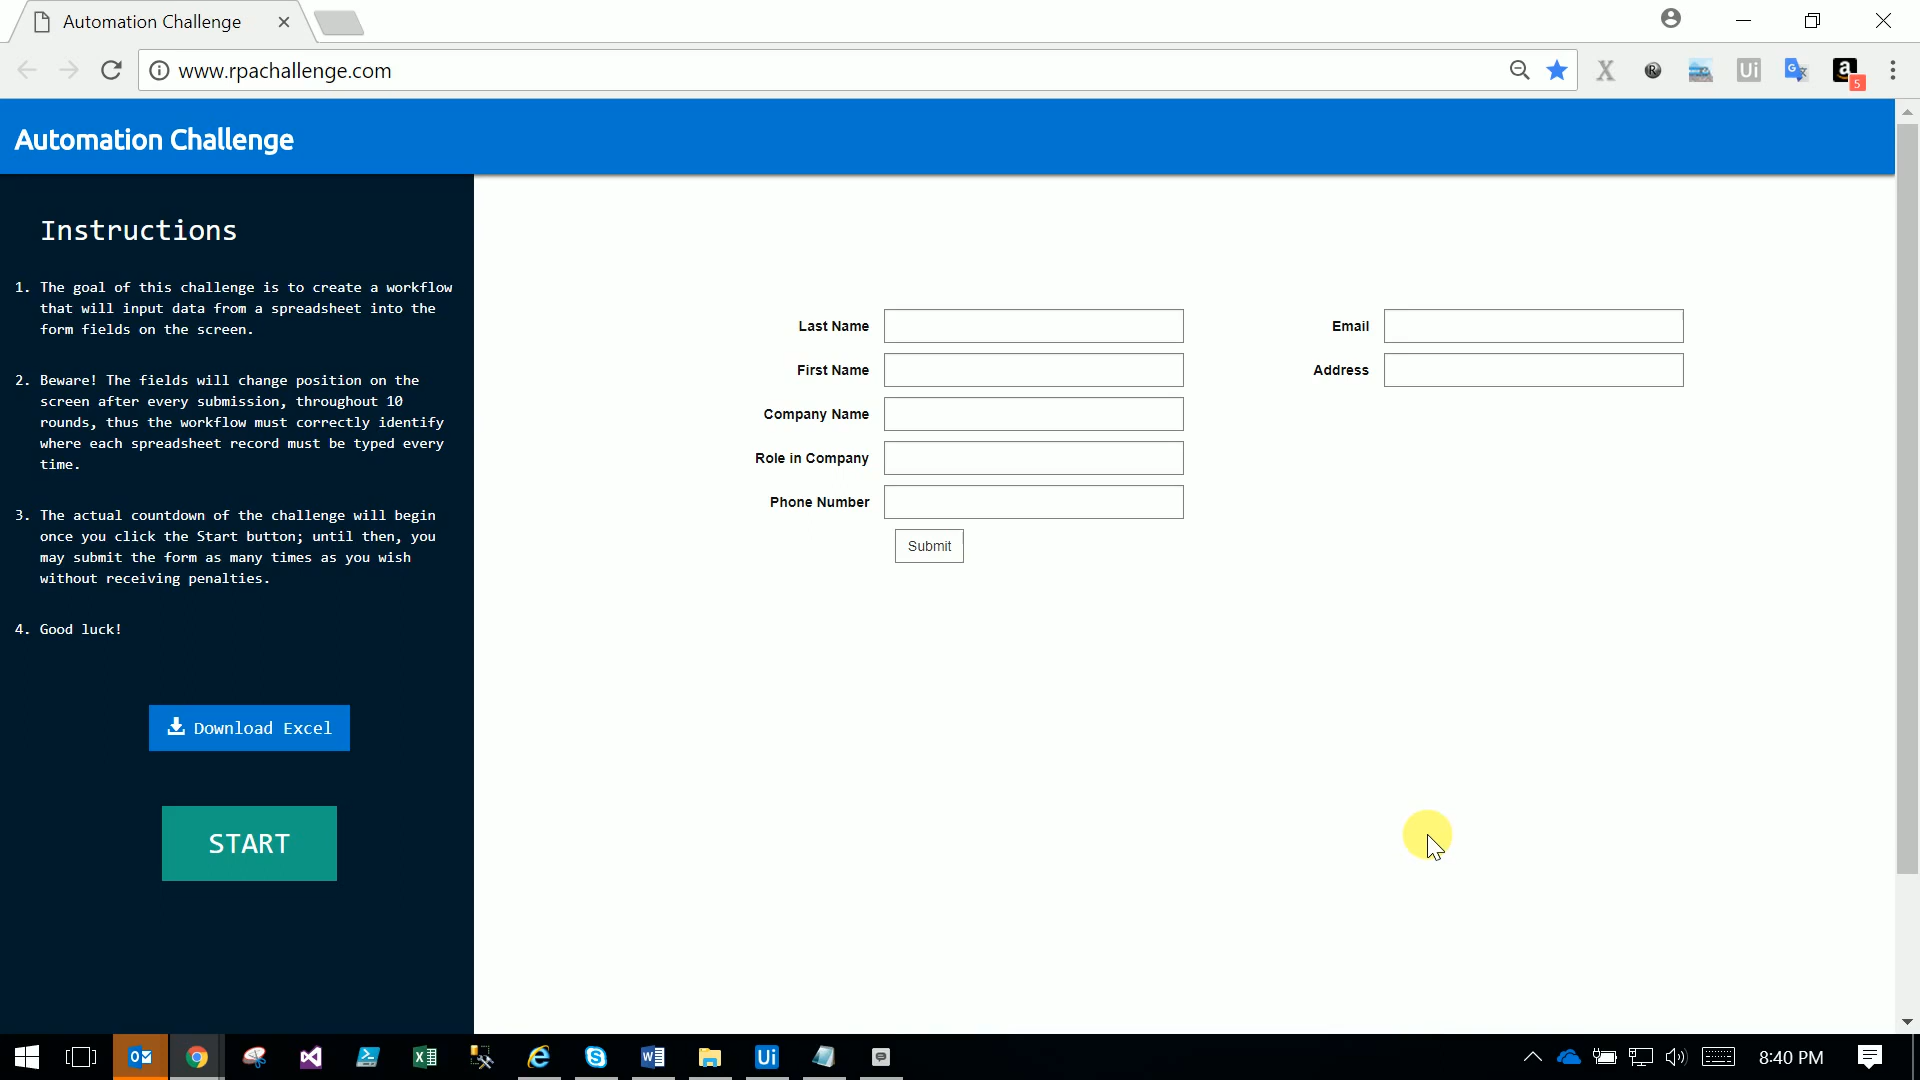 Automation Challenge
www.rpachallenge.com
Ui
a
5
Automation Challenge
Instructions
1. The goal of this challenge is to create a workflow
that will input data from a spreadsheet into the
form fields on the screen.
2. Beware! The fields will change position on the
screen after every submission, throughout 10
rounds, thus the workflow must correctly identify
where each spreadsheet record must be typed every
time.
3. The actual countdown of the challenge will begin
once you click the Start button; until then, you
may submit the form as many times as you wish
without receiving penalties.
4. Good luck!
Download Excel
START
Last Name
First Name
Company Name
Role in Company
Phone Number
Submit
Email
Address
Ui
8:40 PM